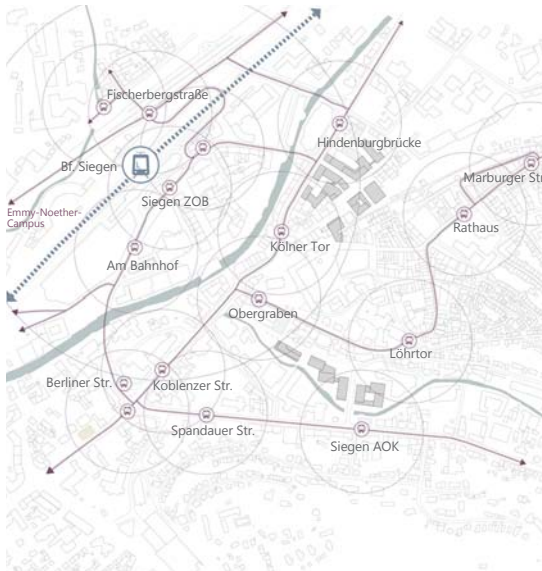 Fischerbergstraße
Hindenburgbrücke
Bf. Siegen
Marburger Str
Siegen ZOB
Emmy-Noether-
Campus
Rathaus
Kölner Tor
Am Bahnhof
Obergraben
Löhrtor
Berliner Str.
Koblenzer Str.
Spandauer Str.
Siegen AOK